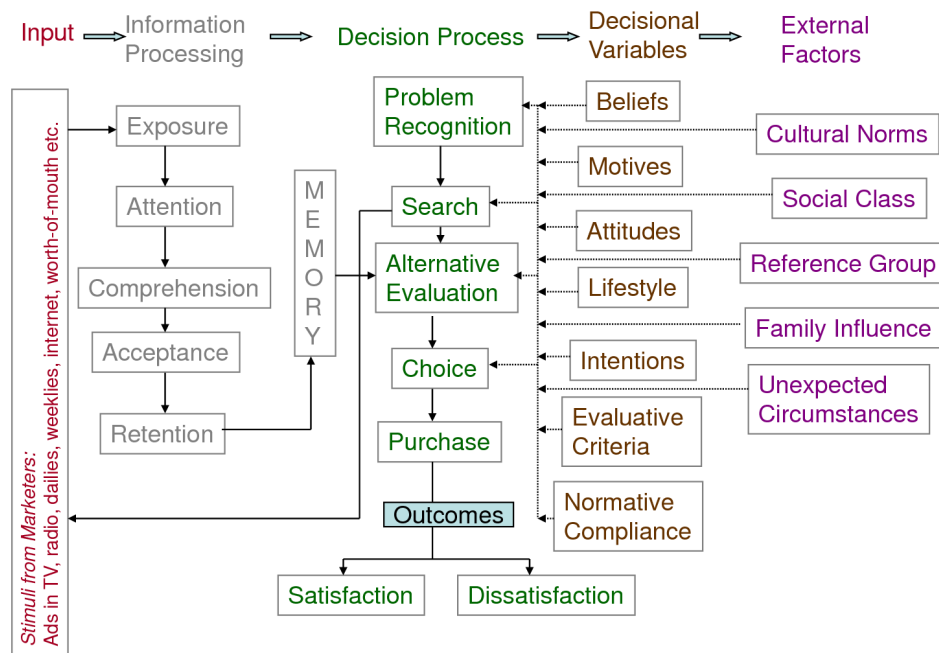 Input
Information
Processing
Decision Process
Decisional
Variables
External
Factors
Stimuli from Marketers:
Ads in TV, radio, dailies, weeklies, internet, worth-of-mouth etc.
Exposure
Attention
Comprehension
Acceptance
Retention
M
E
M
O
R
Y
Problem
Recognition
Search
Alternative
Evaluation
Choice
Purchase
Outcomes
Satisfaction
Dissatisfaction
Beliefs
Motives
Attitudes
Lifestyle
Intentions
Evaluative
Criteria
Normative
Compliance
Cultural Norms
Social Class
Reference Group
Family Influence
Unexpected
Circumstances